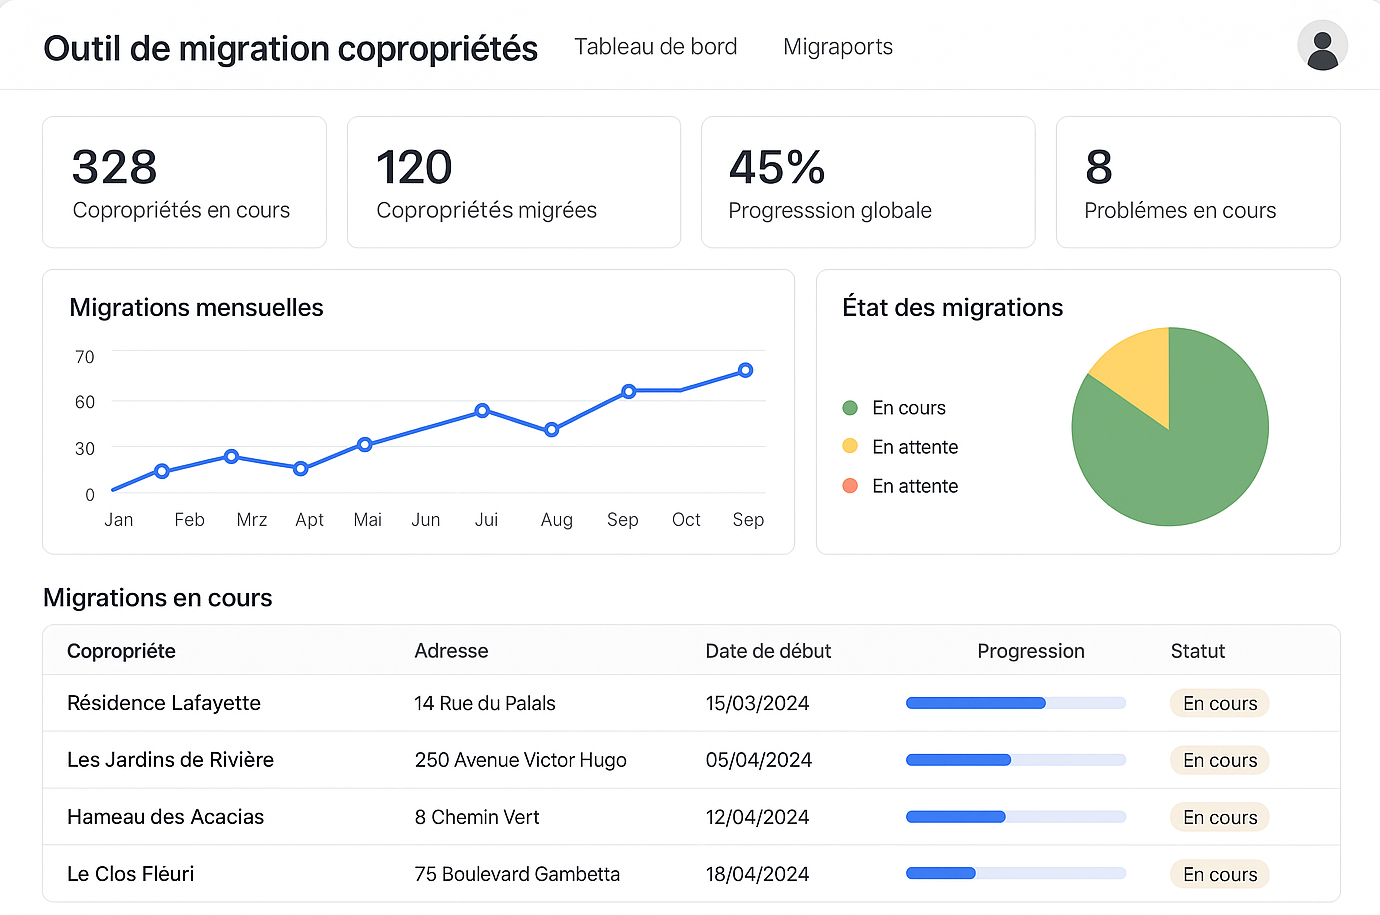 Outil de migration copropriétés Tableau de bord Migraports
328 120 45% 8
Copropriétés en cours Copropriétés migrées Progresssion globale Problémes en cours
Migrations mensuelles
70
60
30
0
Jan Feb Mrz Apt Mai Jun Jui Aug Sep Oct Sep
État des migrations
En cours
En attente
En attente
Migrations en cours
Copropriéte Adresse Date de début Progression Statut
Résidence Lafayette 14 Rue du Palals 15/03/2024 En cours
Les Jardins de Rivière 250 Avenue Victor Hugo 05/04/2024 En cours
Hameau des Acacias 8 Chemin Vert 12/04/2024 En cours
Le Clos Fléuri 75 Boulevard Gambetta 18/04/2024 En cours